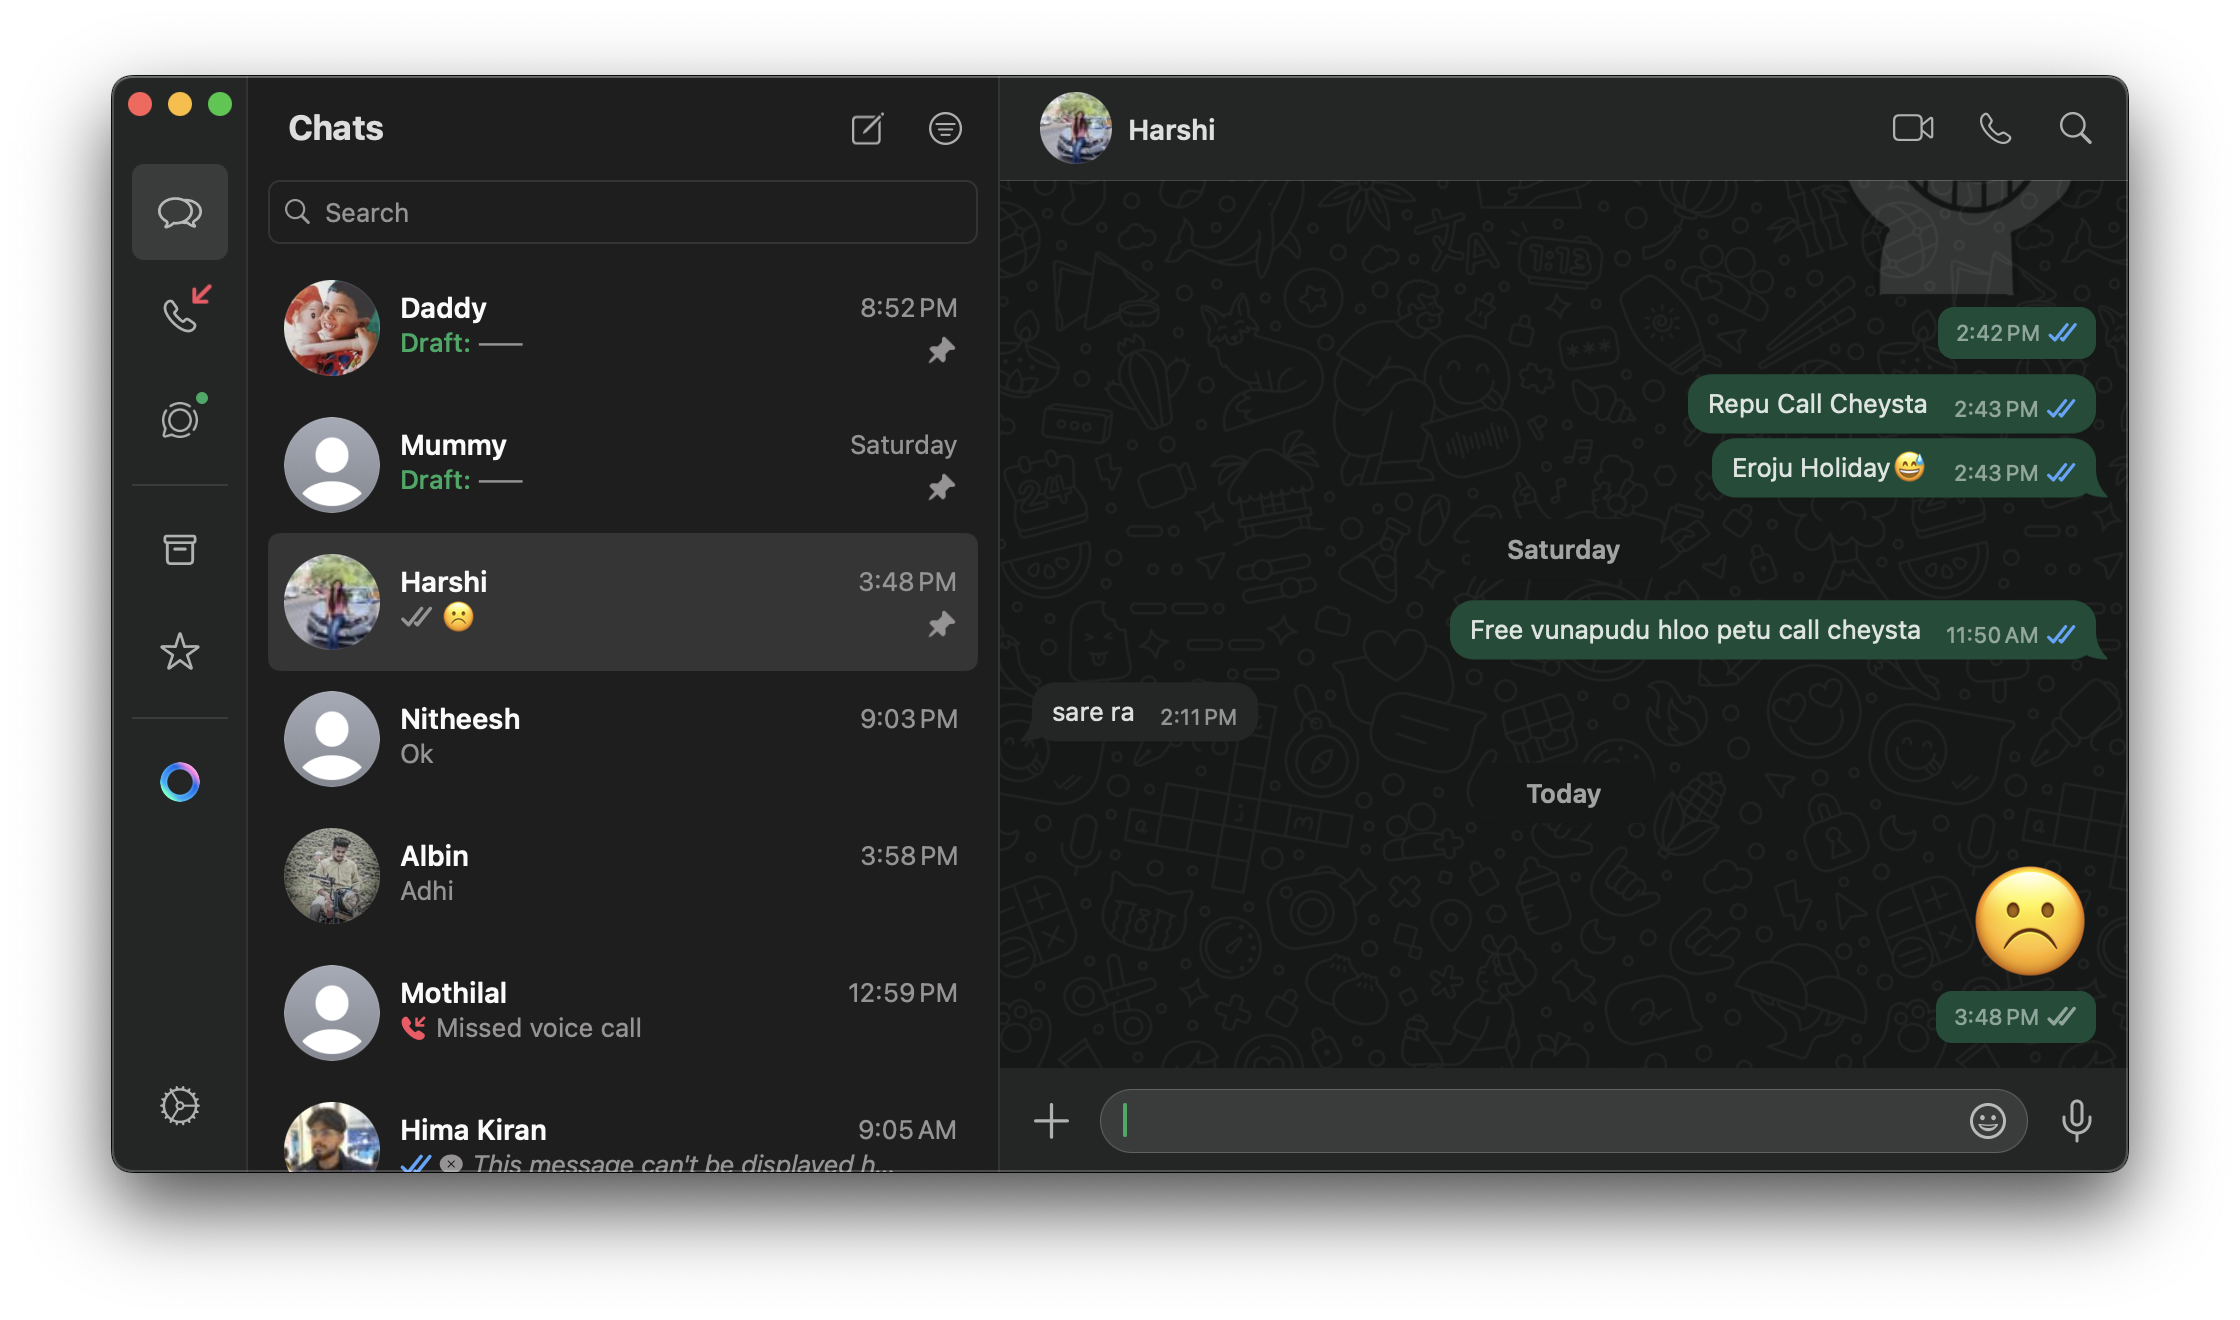 Chats
Search
Daddy
8:52 PM
Draft: ——
Mummy
Saturday
Draft: ——
Harshi
3:48 PM
☹️
Nitheesh
9:03 PM
Ok
Albin
3:58 PM
Adhi
Mothilal
12:59 PM
Missed voice call
Hima Kiran
9:05 AM
This message can't be displayed h...
Harshi
2:42 PM
Repu Call Cheysta 2:43 PM
Eroju Holiday😅 2:43 PM
Saturday
Free vunapudu hloo petu call cheysta 11:50 AM
sare ra 2:11 PM
Today
☹️
3:48 PM